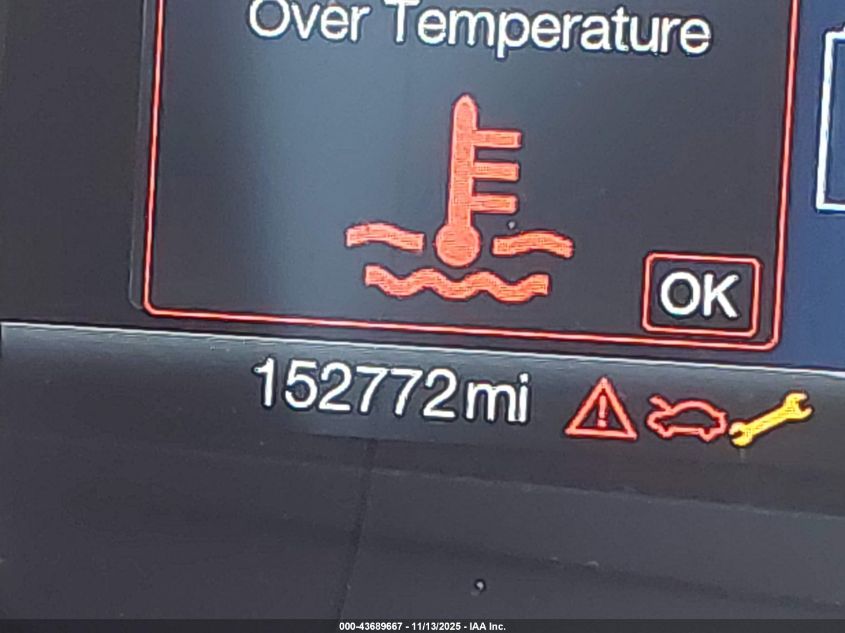 Over Temperature
OK
152772mi
000-43689667 - 11/13/2025 - IAA Inc.